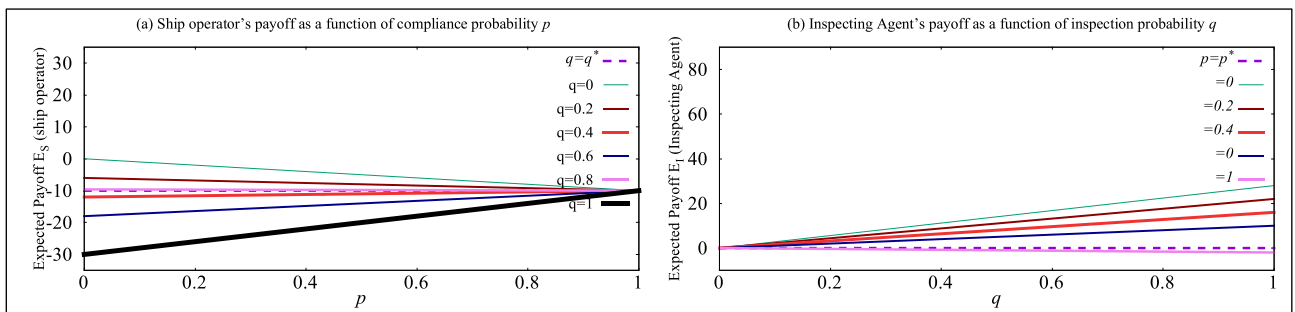 (a) Ship operator's payoff as a function of compliance probability p
Expected Payoff E_S (ship operator)
30
20
10
0
-10
-20
-30
0
0.2
0.4
0.6
0.8
1
p
q=q*
q=0
q=0.2
q=0.4
q=0.6
q=0.8
q=1
(b) Inspecting Agent's payoff as a function of inspection probability q
Expected Payoff E_I (Inspecting Agent)
80
60
40
20
0
0
0.2
0.4
0.6
0.8
1
q
p=p*
=0
=0.2
=0.4
=0
=1